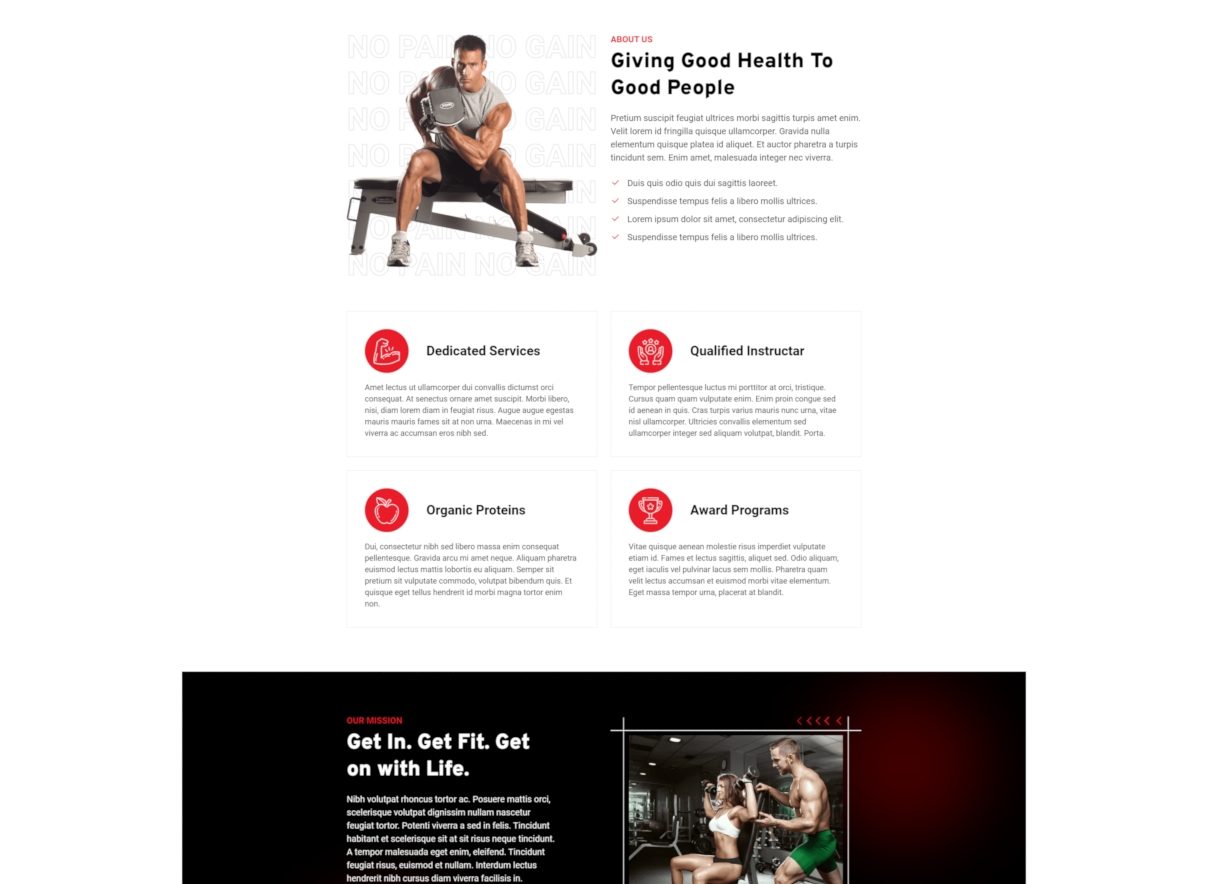 NO PAIN NO GAIN
NO PAIN NO GAIN
NO P O GAIN
NO P GAIN
IN
NO PAIN NO GAIN
NO PAIN NO GAIN
ABOUT US
Giving Good Health To
Good People
Pretium suscipit feugiat ultrices morbi sagittis turpis amet enim.
Velit lorem id fringilla quisque ullamcorper. Gravida nulla
elementum quisque platea id aliquet. Et auctor pharetra a turpis
tincidunt sem. Enim amet, malesuada integer nec viverra.
Duis quis odio quis dui sagittis laoreet.
Suspendisse tempus felis a libero mollis ultrices.
Lorem ipsum dolor sit amet, consectetur adipiscing elit.
Suspendisse tempus felis a libero mollis ultrices.
Dedicated Services
Amet lectus ut ullamcorper dui convallis dictumst orci
consequat. At senectus ornare amet suscipit. Morbi libero,
nisi, diam lorem diam in feugiat risus. Augue augue egestas
mauris mauris fames sit at non urna. Maecenas in mi vel
viverra ac accumsan eros nibh sed.
Qualified Instructar
Tempor pellentesque luctus mi porttitor at orci, tristique.
Cursus quam quam vulputate enim. Enim proin congue sed
id aenean in quis. Cras turpis varius mauris nunc urna, vitae
nisl ullamcorper. Ultricies convallis elementum sed
ullamcorper integer sed aliquam volutpat, blandit. Porta.
Organic Proteins
Dui, consectetur nibh sed libero massa enim consequat
pellentesque. Gravida arcu mi amet neque. Aliquam pharetra
euismod lectus mattis lobortis eu aliquam. Semper sit
pretium sit vulputate commodo, volutpat bibendum quis. Et
quisque eget tellus hendrerit id morbi magna tortor enim
non.
Award Programs
Vitae quisque aenean molestie risus imperdiet vulputate
etiam id. Fames et lectus sagittis, aliquet sed. Odio aliquam,
eget iaculis vel pulvinar lacus sem mollis. Pharetra quam
velit lectus accumsan et euismod morbi vitae elementum.
Eget massa tempor urna, placerat at blandit.
OUR MISSION
Get In. Get Fit. Get
on with Life.
Nibh volutpat rhoncus tortor ac. Posuere mattis orci,
scelerisque volutpat dignissim nullam nascetur
feugiat tortor. Potenti viverra a sed in felis. Tincidunt
habitant et scelerisque sit at sit risus neque tincidunt.
A tempor malesuada eget enim, eleifend. Tincidunt
feugiat risus, euismod et nullam. Interdum lectus
hendrerit nibh cursus diam viverra facilisis in.